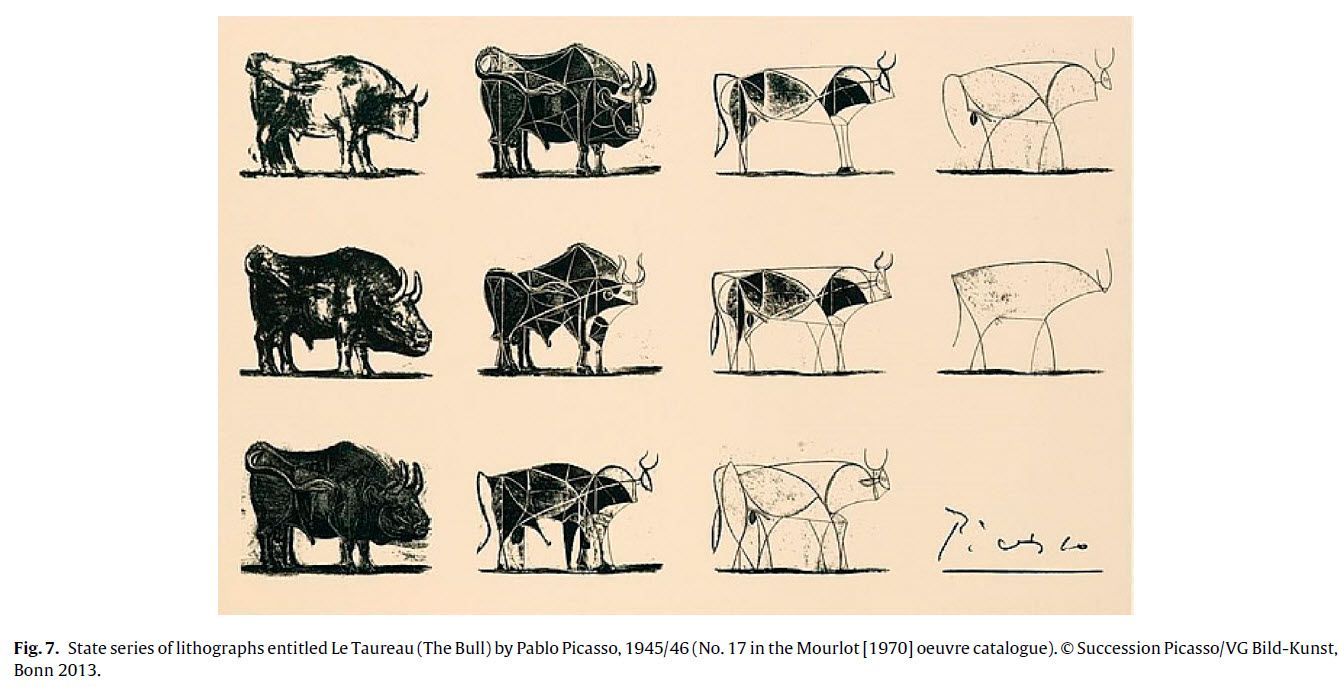 Picasso
Fig. 7. State series of lithographs entitled Le Taureau (The Bull) by Pablo Picasso, 1945/46 (No. 17 in the Mourlot [1970] oeuvre catalogue). © Succession Picasso/VG Bild-Kunst,
Bonn 2013.